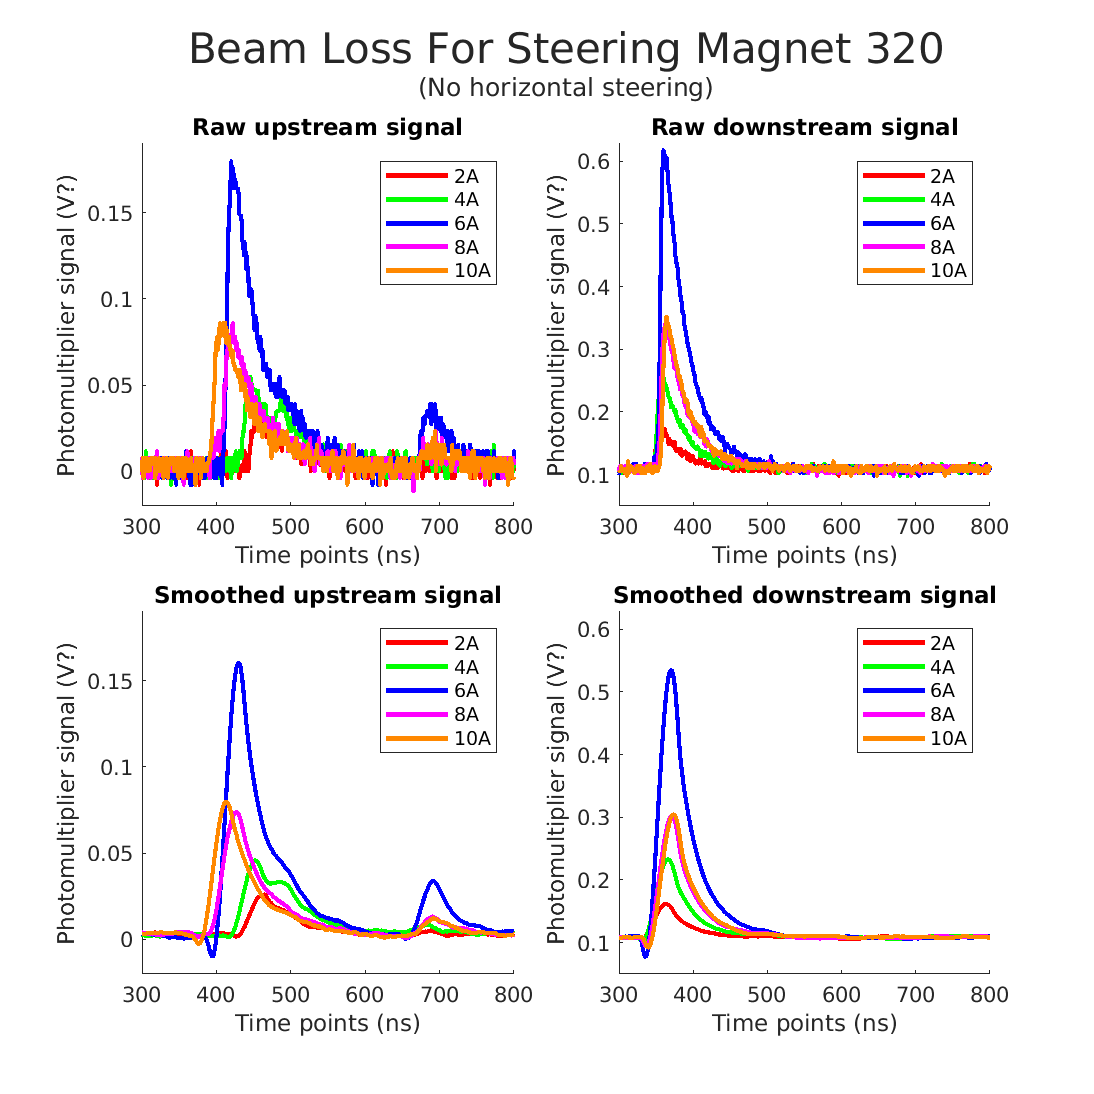 Beam Loss For Steering Magnet 320
(No horizontal steering)
Raw upstream signal
Photomultiplier signal (V?)
0.15
0.1
0.05
0
2A
4A
6A
8A
10A
300 400 500 600 700 800
Time points (ns)
Raw downstream signal
Photomultiplier signal (V?)
0.6
0.5
0.4
0.3
0.2
0.1
2A
4A
6A
8A
10A
300 400 500 600 700 800
Time points (ns)
Smoothed upstream signal
Photomultiplier signal (V?)
0.15
0.1
0.05
0
2A
4A
6A
8A
10A
300 400 500 600 700 800
Time points (ns)
Smoothed downstream signal
Photomultiplier signal (V?)
0.6
0.5
0.4
0.3
0.2
0.1
2A
4A
6A
8A
10A
300 400 500 600 700 800
Time points (ns)